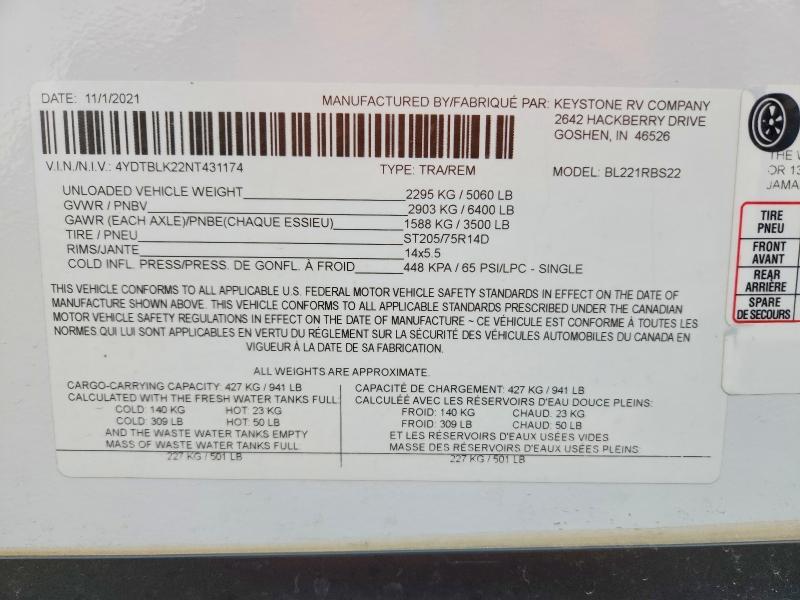 DATE: 11/1/2021
MANUFACTURED BY/FABRIQUÉ PAR: KEYSTONE RV COMPANY
2642 HACKBERRY DRIVE
GOSHEN, IN 46526
V.I.N./N.I.V.: 4YDTBLK22NT431174 TYPE: TRA/REM MODEL: BL221RBS22
UNLOADED VEHICLE WEIGHT 2295 KG / 5060 LB
GVWR / PNBV 2903 KG / 6400 LB
GAWR (EACH AXLE)/PNBE(CHAQUE ESSIEU) 1588 KG / 3500 LB
TIRE / PNEU ST205/75R14D
RIMS/JANTE 14x5.5
COLD INFL. PRESS/PRESS. DE GONFL. À FROID 448 KPA / 65 PSI/LPC - SINGLE
THIS VEHICLE CONFORMS TO ALL APPLICABLE U.S. FEDERAL MOTOR VEHICLE SAFETY STANDARDS IN EFFECT ON THE DATE OF
MANUFACTURE SHOWN ABOVE. THIS VEHICLE CONFORMS TO ALL APPLICABLE STANDARDS PRESCRIBED UNDER THE CANADIAN
MOTOR VEHICLE SAFETY REGULATIONS IN EFFECT ON THE DATE OF MANUFACTURE ~ CE VÉHICULE EST CONFORME À TOUTES LES
NORMES QUI LUI SONT APPLICABLES EN VERTU DU RÉGLEMENT SUR LA SÉCURITÉ DES VÉHICULES AUTOMOBILES DU CANADA EN
VIGUEUR À LA DATE DE SA FABRICATION.
ALL WEIGHTS ARE APPROXIMATE.
CARGO-CARRYING CAPACITY: 427 KG / 941 LB
CALCULATED WITH THE FRESH WATER TANKS FULL:
COLD: 140 KG HOT: 23 KG
COLD: 309 LB HOT: 50 LB
AND THE WASTE WATER TANKS EMPTY
MASS OF WASTE WATER TANKS FULL:
227 KG / 501 LB
CAPACITÉ DE CHARGEMENT: 427 KG / 941 LB
CALCULÉE AVEC LES RÉSERVOIRS D'EAU DOUCE PLEINS:
FROID: 140 KG CHAUD: 23 KG
FROID: 309 LB CHAUD: 50 LB
ET LES RÉSERVOIRS D'EAUX USÉES VIDES
MASSE DES RÉSERVOIRS D'EAUX USÉES PLEINS:
227 KG / 501 LB
THE W
OR 13
JAMA
TIRE
PNEU
FRONT
AVANT
REAR
ARRIÈRE
SPARE
DE SECOURS